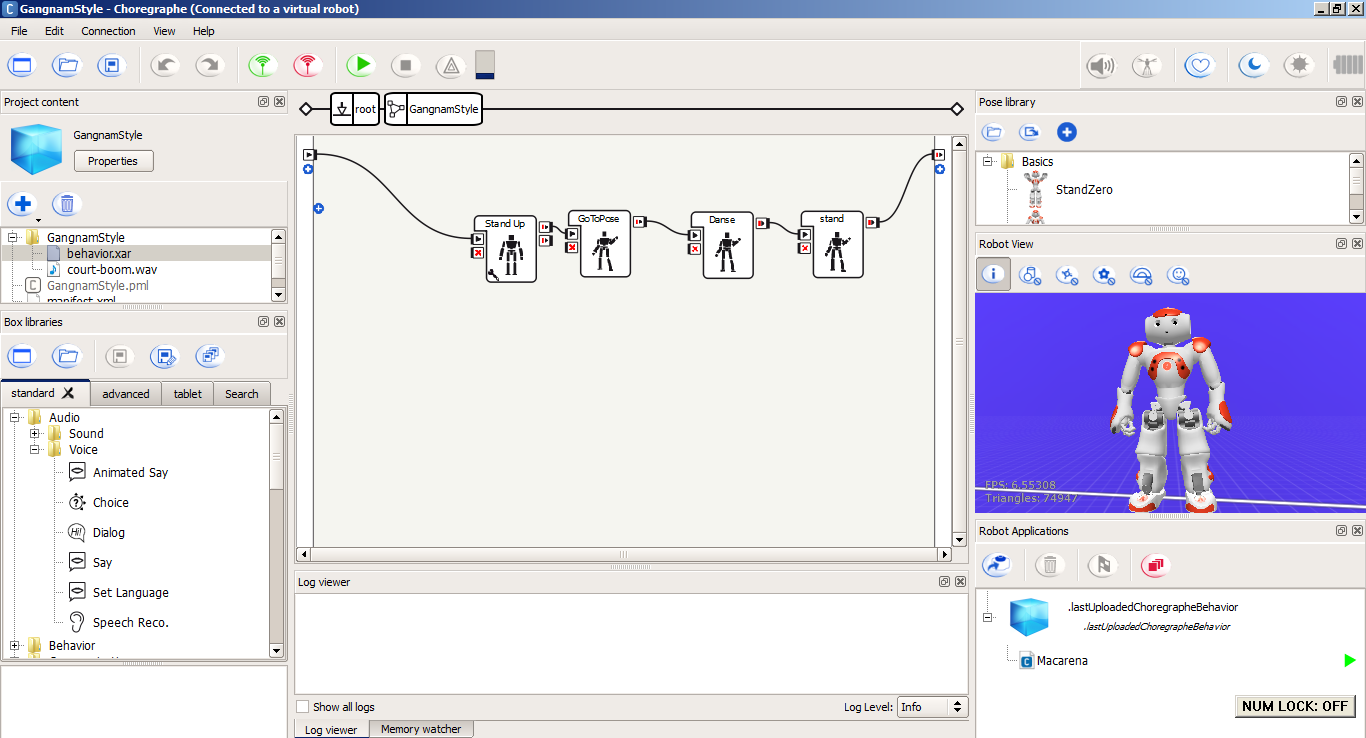 GangnamStyle - Choregraphe (Connected to a virtual robot)
File Edit Connection View Help
Project content
GangnamStyle
Properties
GangnamStyle
behavior.xar
court-boom.wav
GangnamStyle.pml
manifest.xml
Box libraries
standard advanced tablet Search
Audio
Sound
Voice
Animated Say
Choice
Dialog
Say
Set Language
Speech Reco.
Behavior
root GangnamStyle
Stand Up GoToPose Danse stand
Log viewer
Show all logs Log Level: Info
Log viewer Memory watcher
Pose library
Basics
StandZero
Robot View
FPS: 6.55308
Triangles: 74947
Robot Applications
.lastUploadedChoregrapheBehavior
.lastUploadedChoregrapheBehavior
Macarena
NUM LOCK: OFF